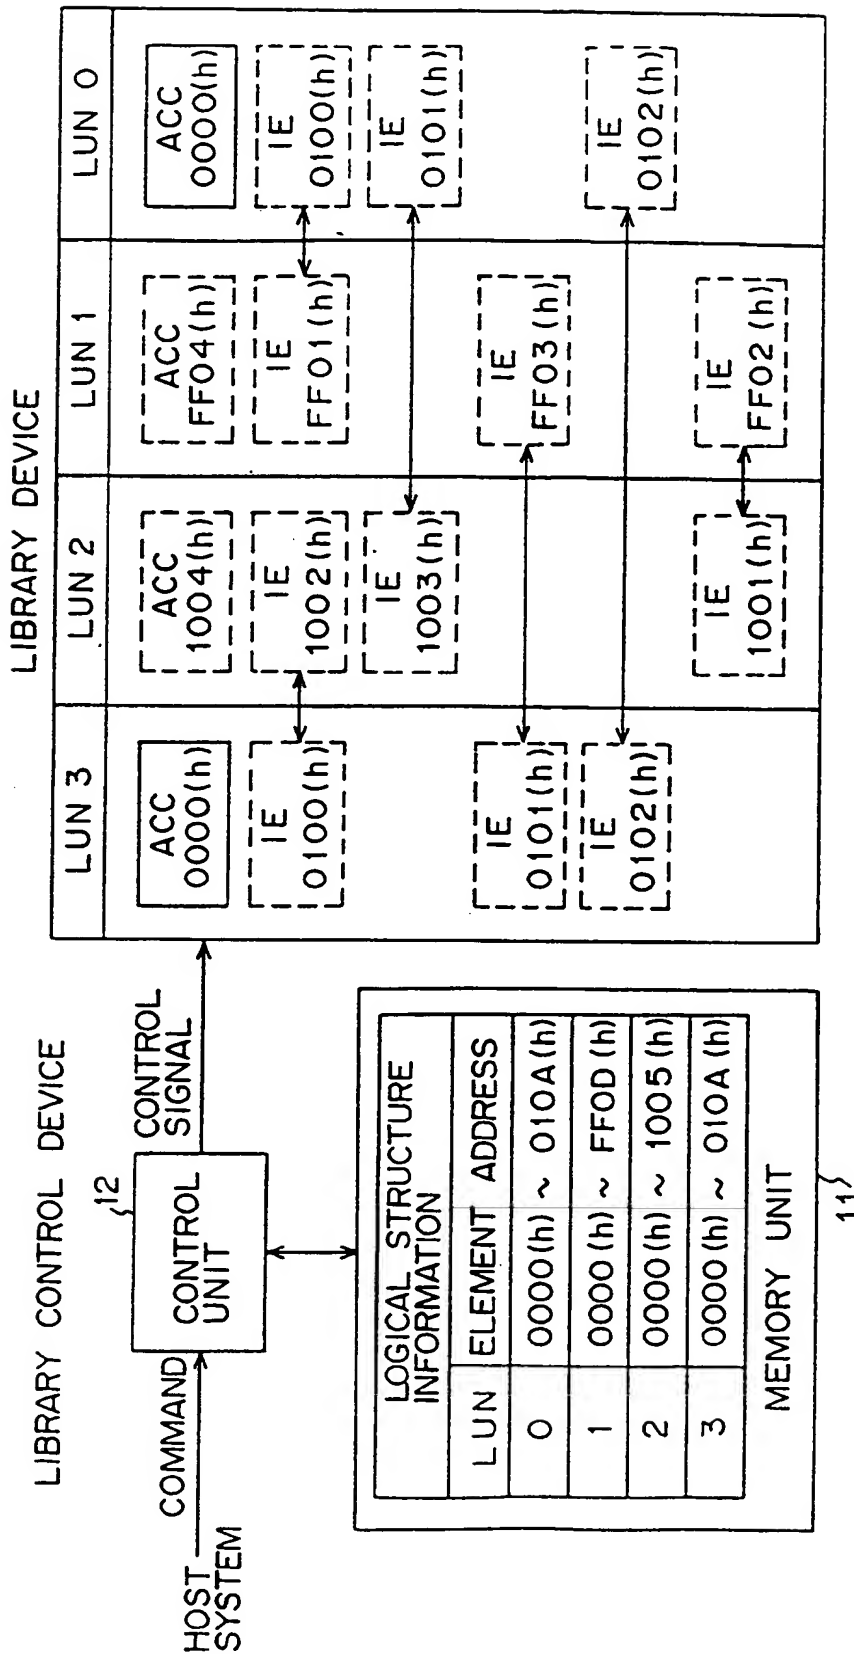 LIBRARY CONTROL DEVICE
HOST
SYSTEM
COMMAND
12
CONTROL
UNIT
CONTROL
SIGNAL
LOGICAL STRUCTURE
INFORMATION
LUN ELEMENT ADDRESS
0 0000(h) ~ 010A(h)
1 0000(h) ~ FF0D(h)
2 0000(h) ~ 1005(h)
3 0000(h) ~ 010A(h)
MEMORY UNIT
11
LIBRARY DEVICE
LUN 3 LUN 2 LUN 1 LUN 0
ACC
0000(h)
ACC
1004(h)
ACC
FF04(h)
ACC
0000(h)
IE
0100(h)
IE
1002(h)
IE
FF01(h)
IE
0100(h)
IE
1003(h)
IE
0101(h)
IE
0101(h)
IE
FF03(h)
IE
0102(h)
IE
0102(h)
IE
1001(h)
IE
FF02(h)